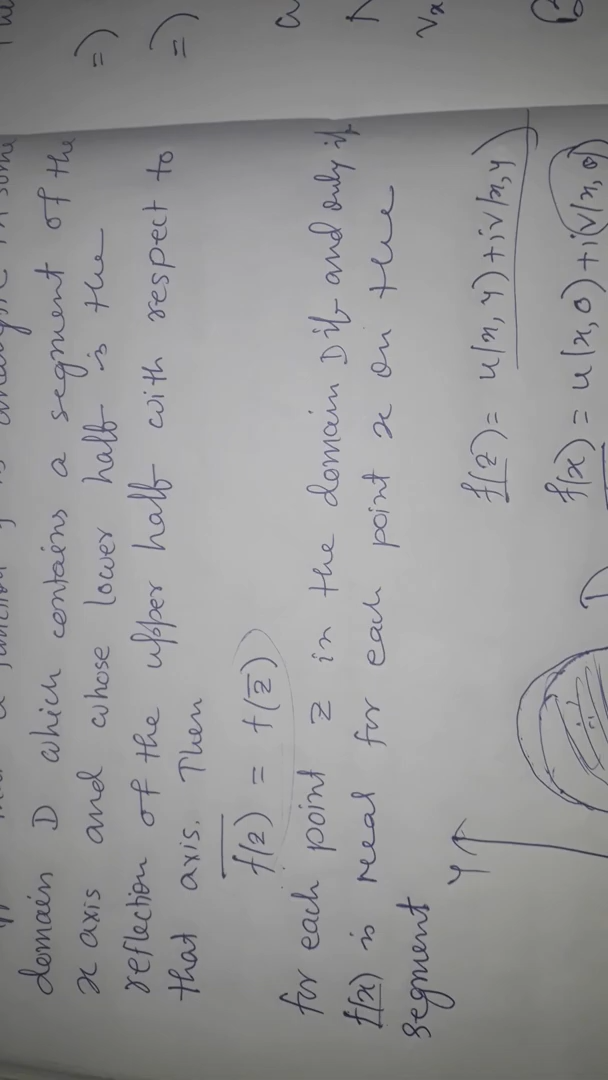 domain D which contains a segment of the
x axis and whose lower half is the
reflection of the upper half with respect to
that axis. Then
\overline{f(z)} = f(\overline{z})
for each point z in the domain D if and only if
f(x) is real for each point x on the
segment
f(z) = u(x, y) + iv(x, y)
f(x) = u(x, 0) + i(v(x, 0)
Y
D
=)
=)